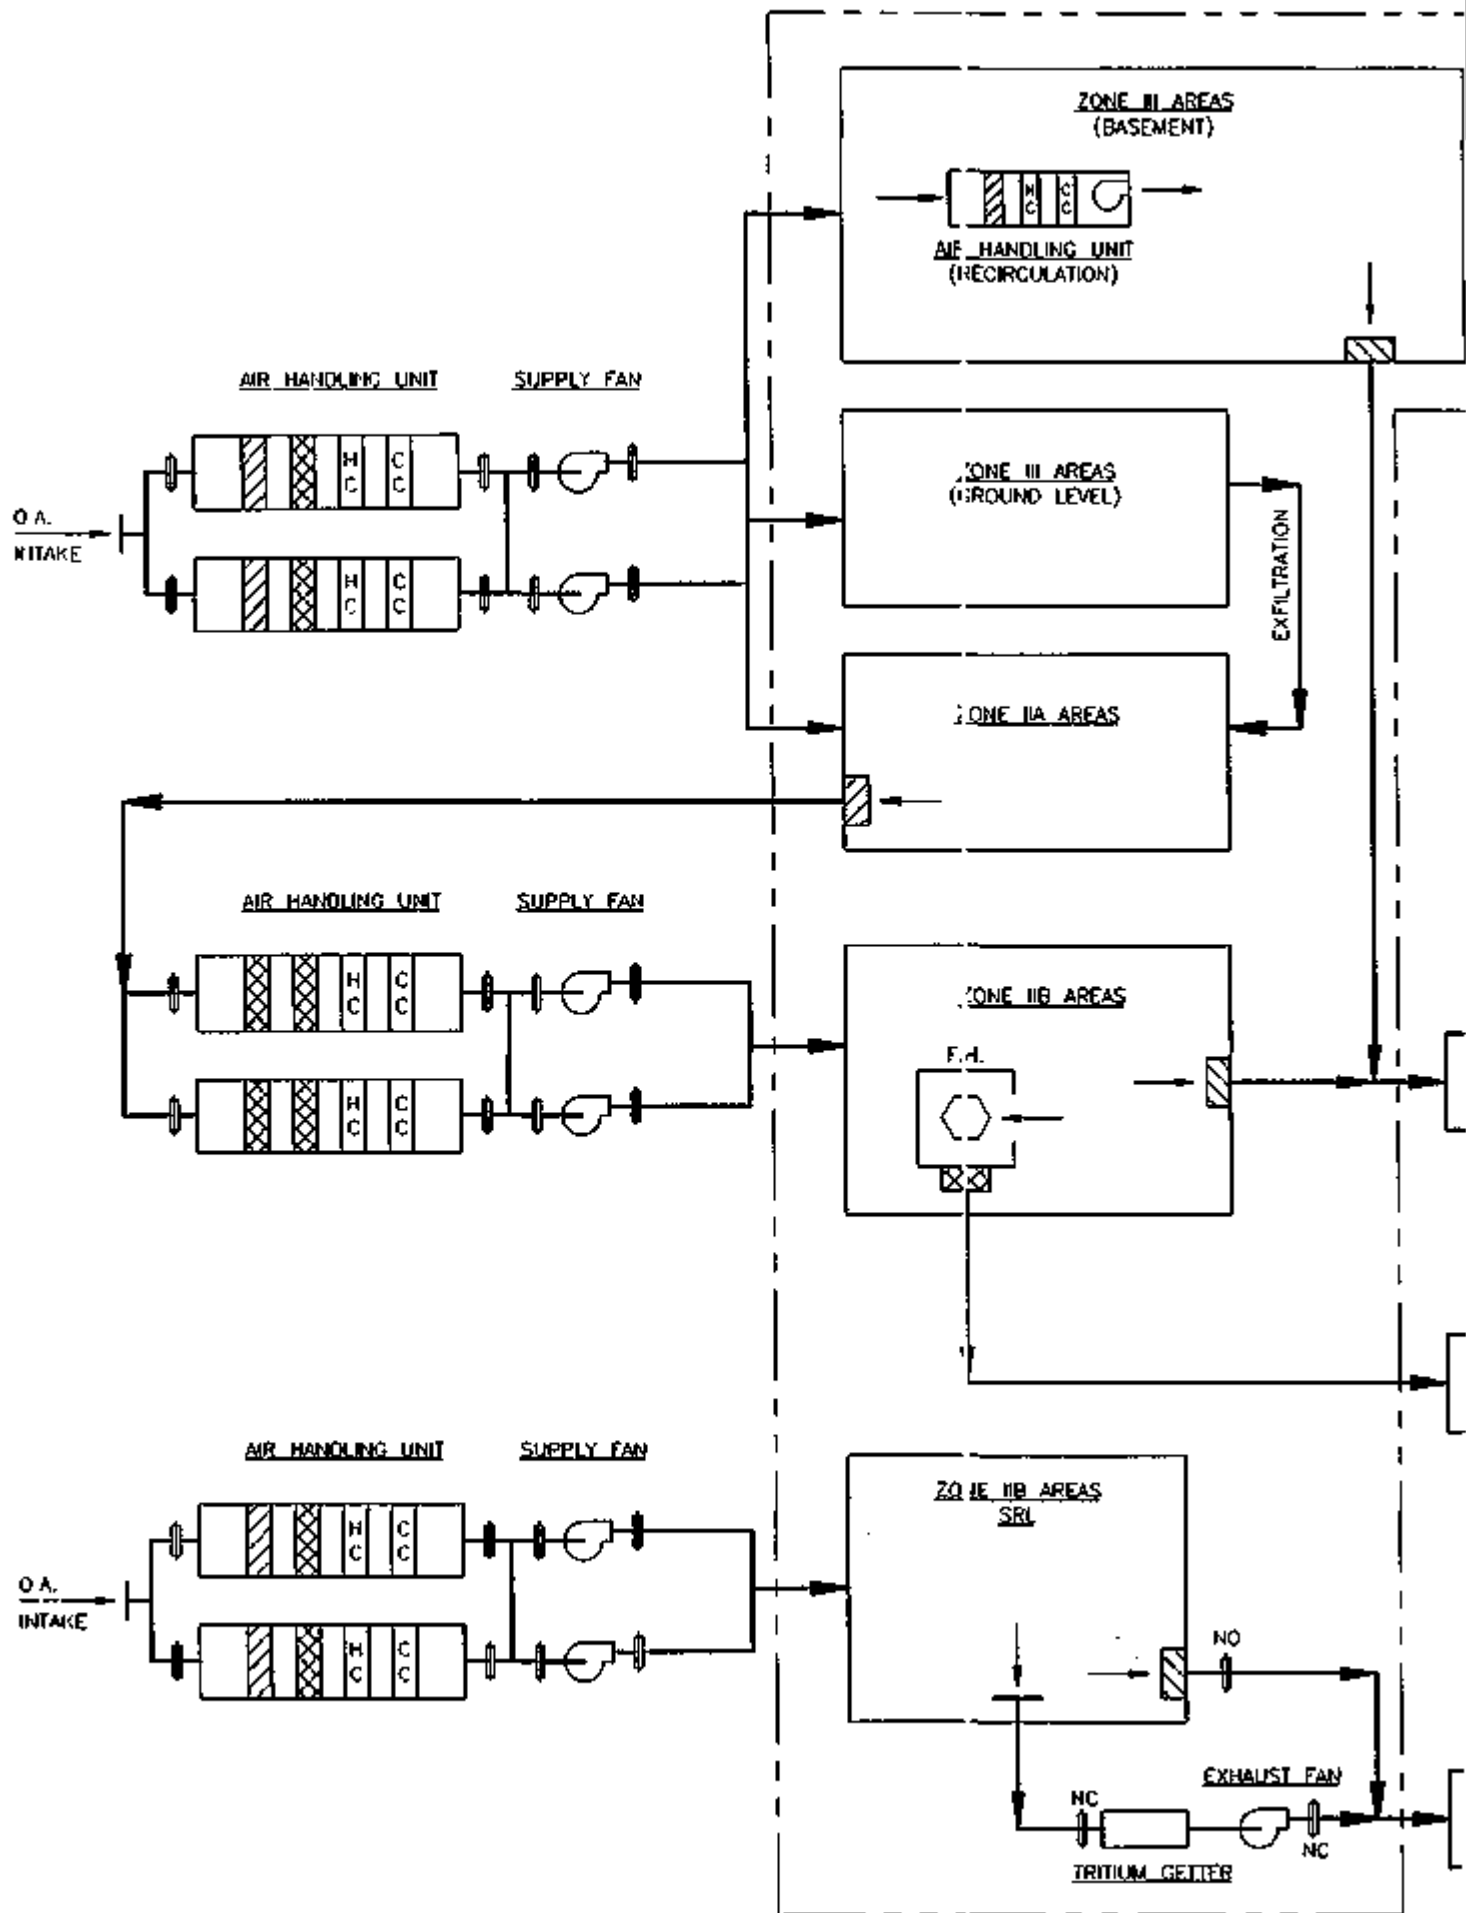 ZONE III AREAS
(BASEMENT)
H
C
C
C
AIR HANDLING UNIT
(RECIRCULATION)
AIR HANDLING UNIT
SUPPLY FAN
H
C
C
C
ZONE III AREAS
(GROUND LEVEL)
O.A.
INTAKE
H
C
C
C
EXFILTRATION
ZONE IIA AREAS
AIR HANDLING UNIT
SUPPLY FAN
H
C
C
C
ZONE IIB AREAS
F.H.
H
C
C
C
AIR HANDLING UNIT
SUPPLY FAN
ZONE IIB AREAS
SRL
H
C
C
C
O.A.
INTAKE
H
C
C
C
NO
EXHAUST FAN
NC
NC
TRITIUM GETTER